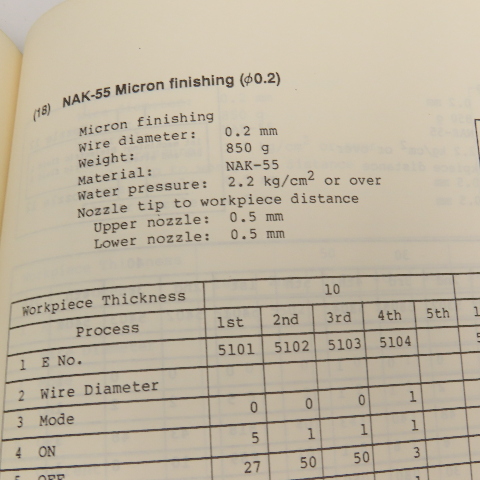 (18) NAK-55 Micron finishing (ϕ0.2)
Micron finishing
Wire diameter: 0.2 mm
Weight: 850 g
Material: NAK-55
Water pressure: 2.2 kg/cm² or over
Nozzle tip to workpiece distance
Upper nozzle: 0.5 mm
Lower nozzle: 0.5 mm
Workpiece Thickness 10
Process 1st 2nd 3rd 4th 5th
1 E No. 5101 5102 5103 5104
2 Wire Diameter
3 Mode 0 0 0 1
4 ON 5 1 1 1
5 OFF 27 50 50 3